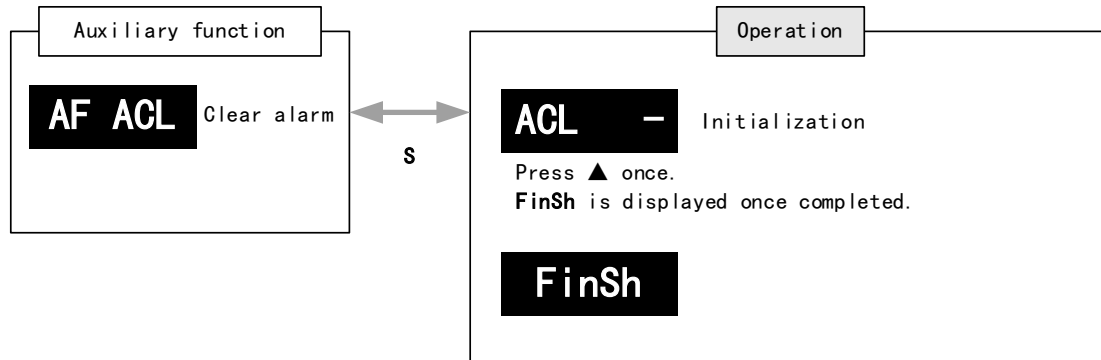 Auxiliary function
AF ACL Clear alarm
S
Operation
ACL - Initialization
Press ▲ once.
FinSh is displayed once completed.
FinSh